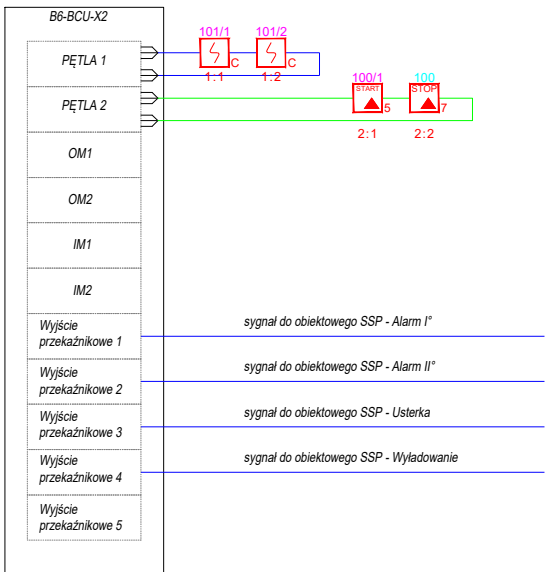 B6-BCU-X2
101/1 101/2
PĘTLA 1
C C
1:1 1:2
100/1 100
START STOP
PĘTLA 2
5 7
2:1 2:2
OM1
OM2
IM1
IM2
Wyjście
przekaźnikowe 1
sygnał do obiektowego SSP - Alarm I°
Wyjście
przekaźnikowe 2
sygnał do obiektowego SSP - Alarm II°
Wyjście
przekaźnikowe 3
sygnał do obiektowego SSP - Usterka
Wyjście
przekaźnikowe 4
sygnał do obiektowego SSP - Wyładowanie
Wyjście
przekaźnikowe 5